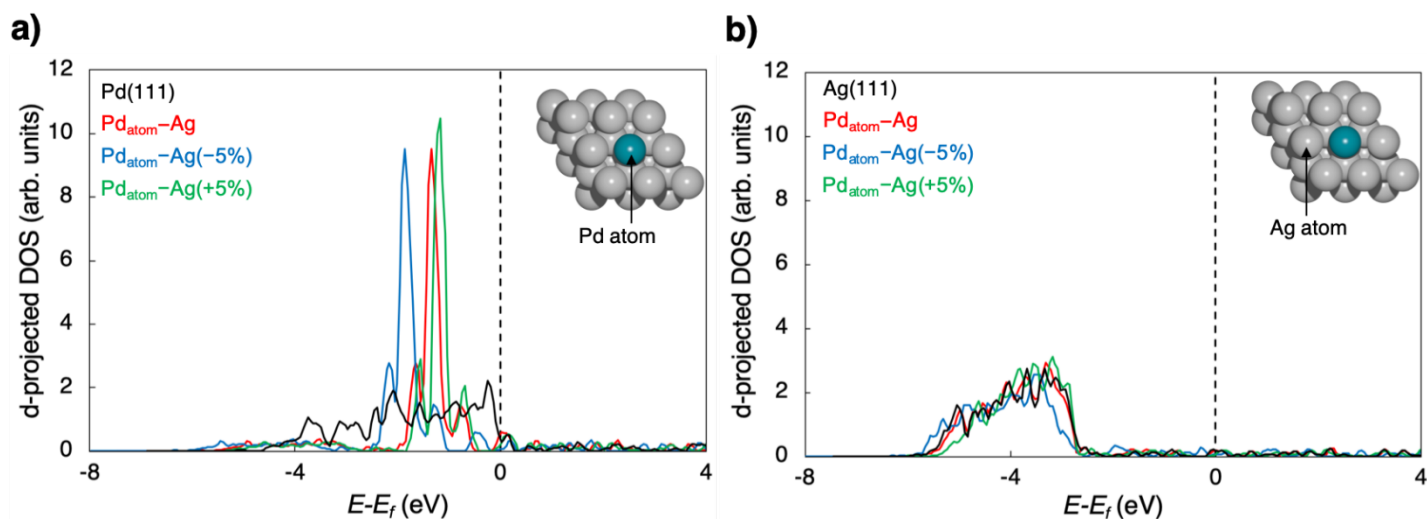 a)
d-projected DOS (arb. units)
12
10
8
6
4
2
0
Pd(111)
Pdatom–Ag
Pdatom–Ag(−5%)
Pdatom–Ag(+5%)
Pd atom
-8
-4
0
4
E-Ef (eV)
b)
d-projected DOS (arb. units)
12
10
8
6
4
2
0
Ag(111)
Pdatom–Ag
Pdatom–Ag(−5%)
Pdatom–Ag(+5%)
Ag atom
-8
-4
0
4
E-Ef (eV)